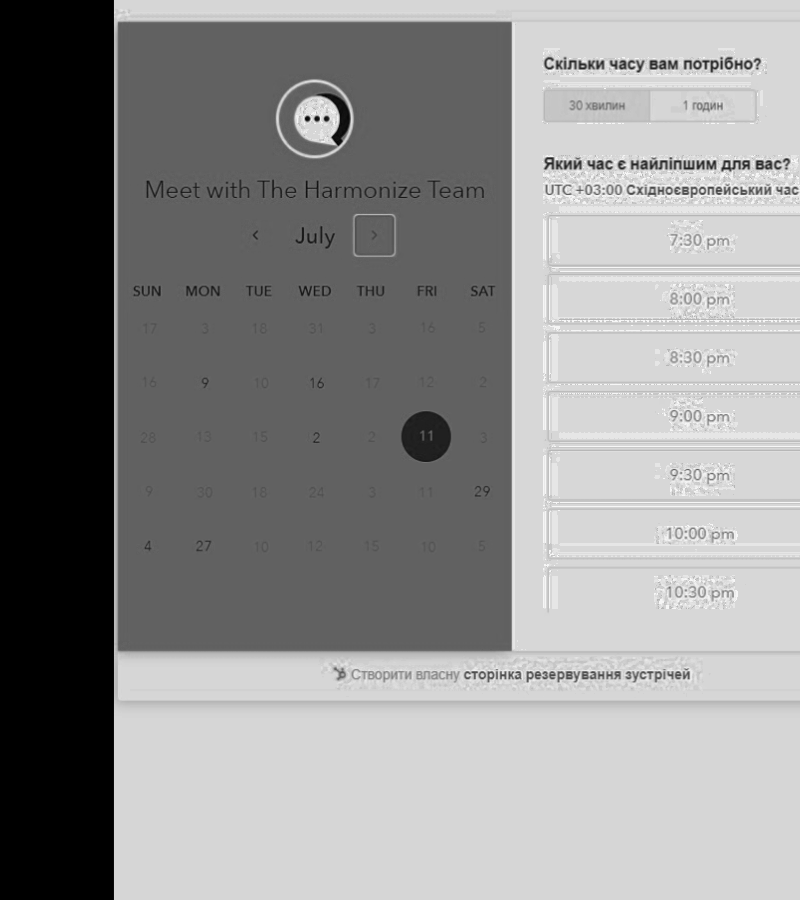 Meet with The Harmonize Team
July
SUN MON TUE WED THU FRI SAT
17 3 18 31 3 16 5
16 9 10 16 17 12 2
28 13 15 2 2 11 3
9 30 18 24 3 11 29
4 27 10 12 15 10 5
Скільки часу вам потрібно?
30 хвилин 1 годин
Який час є найліпшим для вас?
UTC +03:00 Східноєвропейський час
7:30 pm
8:00 pm
8:30 pm
9:00 pm
9:30 pm
10:00 pm
10:30 pm
Створити власну сторінка резервування зустрічей